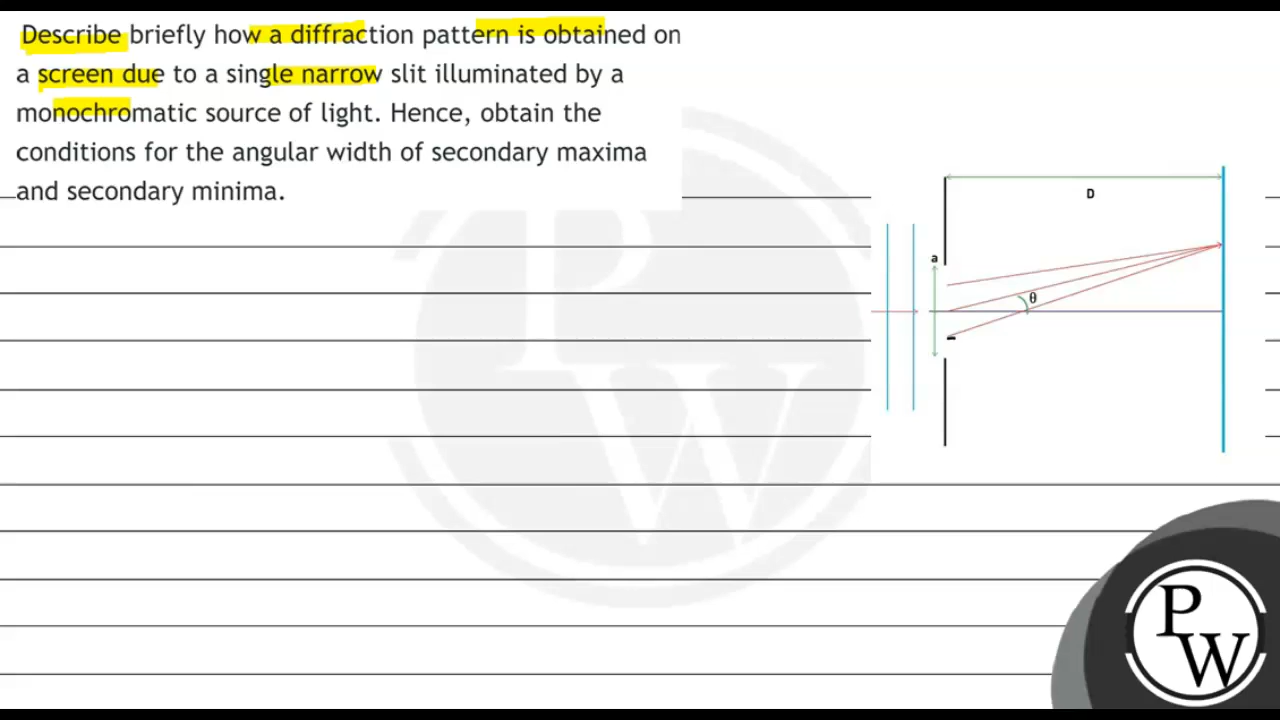 Describe briefly how a diffraction pattern is obtained on
a screen due to a single narrow slit illuminated by a
monochromatic source of light. Hence, obtain the
conditions for the angular width of secondary maxima
and secondary minima.
D
a
θ
P
W
P
W